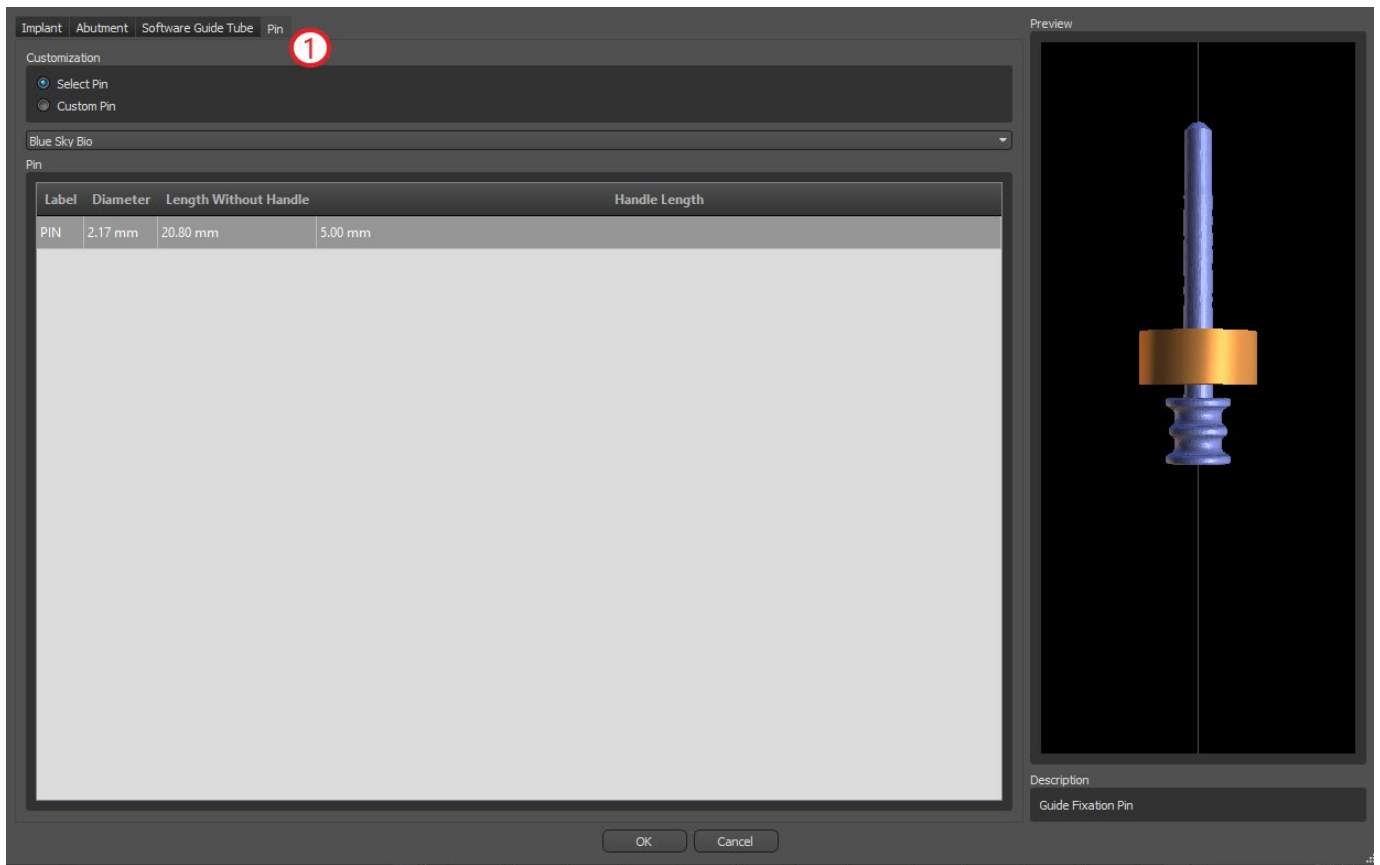 Implant Abutment Software Guide Tube Pin
1
Customization
Select Pin
Custom Pin
Blue Sky Bio
Pin
Label Diameter Length Without Handle Handle Length
PIN 2.17 mm 20.80 mm 5.00 mm
OK Cancel
Preview
Description
Guide Fixation Pin